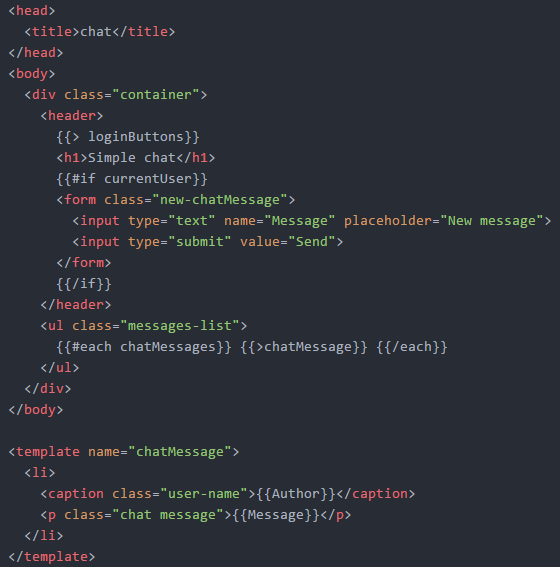 <head>
  <title>chat</title>
</head>
<body>
  <div class="container">
    <header>
      {{> loginButtons}}
      <h1>Simple chat</h1>
      {{#if currentUser}}
      <form class="new-chatMessage">
        <input type="text" name="Message" placeholder="New message">
        <input type="submit" value="Send">
      </form>
      {{/if}}
    </header>
    <ul class="messages-list">
      {{#each chatMessages}} {{>chatMessage}} {{/each}}
    </ul>
  </div>
</body>

<template name="chatMessage">
  <li>
    <caption class="user-name">{{Author}}</caption>
    <p class="chat message">{{Message}}</p>
  </li>
</template>